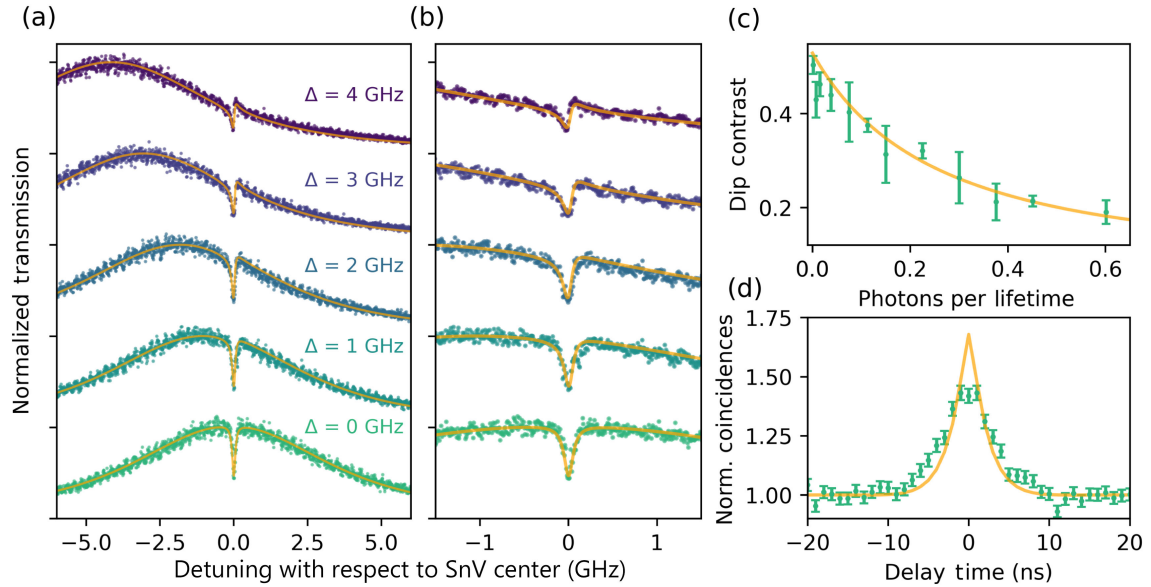 (a)
(b)
(c)
Normalized transmission
Δ = 4 GHz
Δ = 3 GHz
Δ = 2 GHz
Δ = 1 GHz
Δ = 0 GHz
−5.0 −2.5 0.0 2.5 5.0
−1 0 1
Detuning with respect to SnV center (GHz)
Dip contrast
0.4
0.2
0.0 0.2 0.4 0.6
Photons per lifetime
(d)
Norm. coincidences
1.75
1.50
1.25
1.00
−20 −10 0 10 20
Delay time (ns)